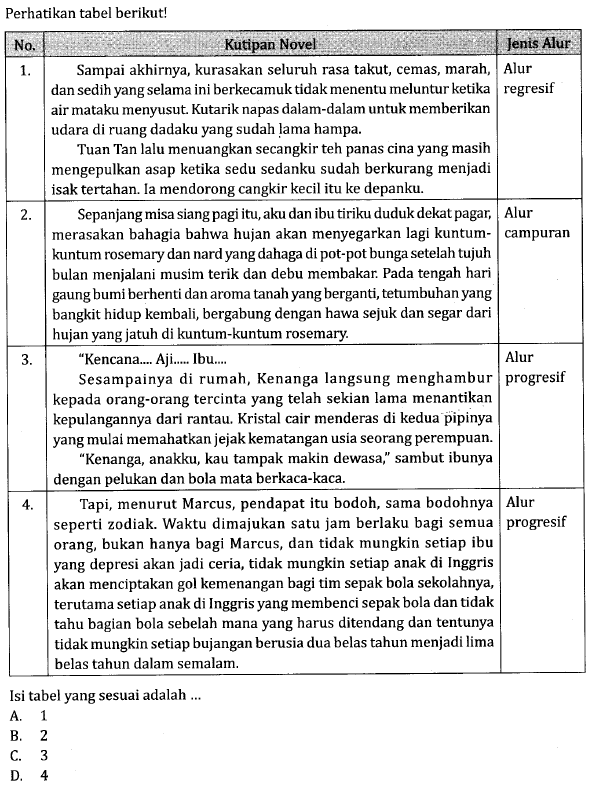 Perhatikan tabel berikut!
No. Kutipan Novel Jenis Alur
1. Sampai akhirnya, kurasakan seluruh rasa takut, cemas, marah, Alur
dan sedih yang selama ini berkecamuk tidak menentu meluntur ketika regresif
air mataku menyusut. Kutarik napas dalam-dalam untuk memberikan
udara di ruang dadaku yang sudah lama hampa.
Tuan Tan lalu menuangkan secangkir teh panas cina yang masih
mengepulkan asap ketika sedu sedanku sudah berkurang menjadi
isak tertahan. Ia mendorong cangkir kecil itu ke depanku.
2. Sepanjang misa siang pagi itu, aku dan ibu tiriku duduk dekat pagar, Alur
merasakan bahagia bahwa hujan akan menyegarkan lagi kuntum- campuran
kuntum rosemary dan nard yang dahaga di pot-pot bunga setelah tujuh
bulan menjalani musim terik dan debu membakar. Pada tengah hari
gaung bumi berhenti dan aroma tanah yang berganti, tetumbuhan yang
bangkit hidup kembali, bergabung dengan hawa sejuk dan segar dari
hujan yang jatuh di kuntum-kuntum rosemary.
3. "Kencana.... Aji..... Ibu.... Alur
Sesampainya di rumah, Kenanga langsung menghambur progresif
kepada orang-orang tercinta yang telah sekian lama menantikan
kepulangannya dari rantau. Kristal cair menderas di kedua pipinya
yang mulai memahatkan jejak kematangan usia seorang perempuan.
"Kenanga, anakku, kau tampak makin dewasa," sambut ibunya
dengan pelukan dan bola mata berkaca-kaca.
4. Tapi, menurut Marcus, pendapat itu bodoh, sama bodohnya Alur
seperti zodiak. Waktu dimajukan satu jam berlaku bagi semua progresif
orang, bukan hanya bagi Marcus, dan tidak mungkin setiap ibu
yang depresi akan jadi ceria, tidak mungkin setiap anak di Inggris
akan menciptakan gol kemenangan bagi tim sepak bola sekolahnya,
terutama setiap anak di Inggris yang membenci sepak bola dan tidak
tahu bagian bola sebelah mana yang harus ditendang dan tentunya
tidak mungkin setiap bujangan berusia dua belas tahun menjadi lima
belas tahun dalam semalam.
Isi tabel yang sesuai adalah ...
A. 1
B. 2
C. 3
D. 4